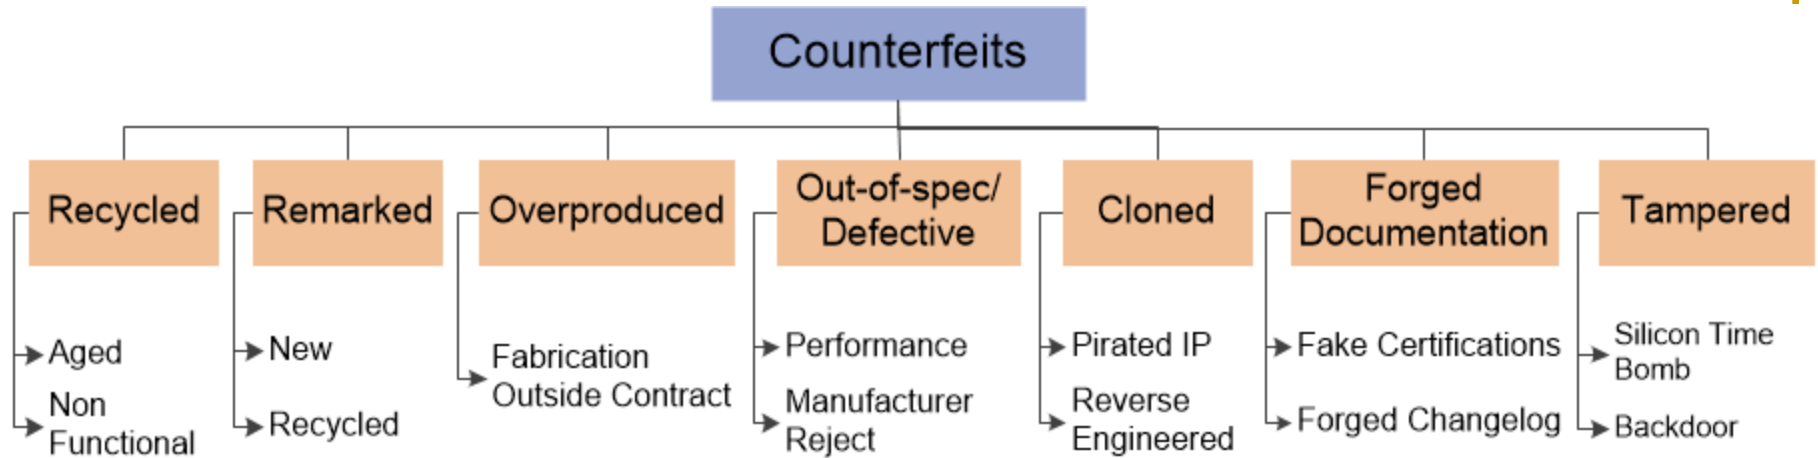 Counterfeits
Recycled
Remarked
Overproduced
Out-of-spec/
Defective
Cloned
Forged
Documentation
Tampered
Aged
Non
Functional
New
Recycled
Fabrication
Outside Contract
Performance
Manufacturer
Reject
Pirated IP
Reverse
Engineered
Fake Certifications
Forged Changelog
Silicon Time
Bomb
Backdoor